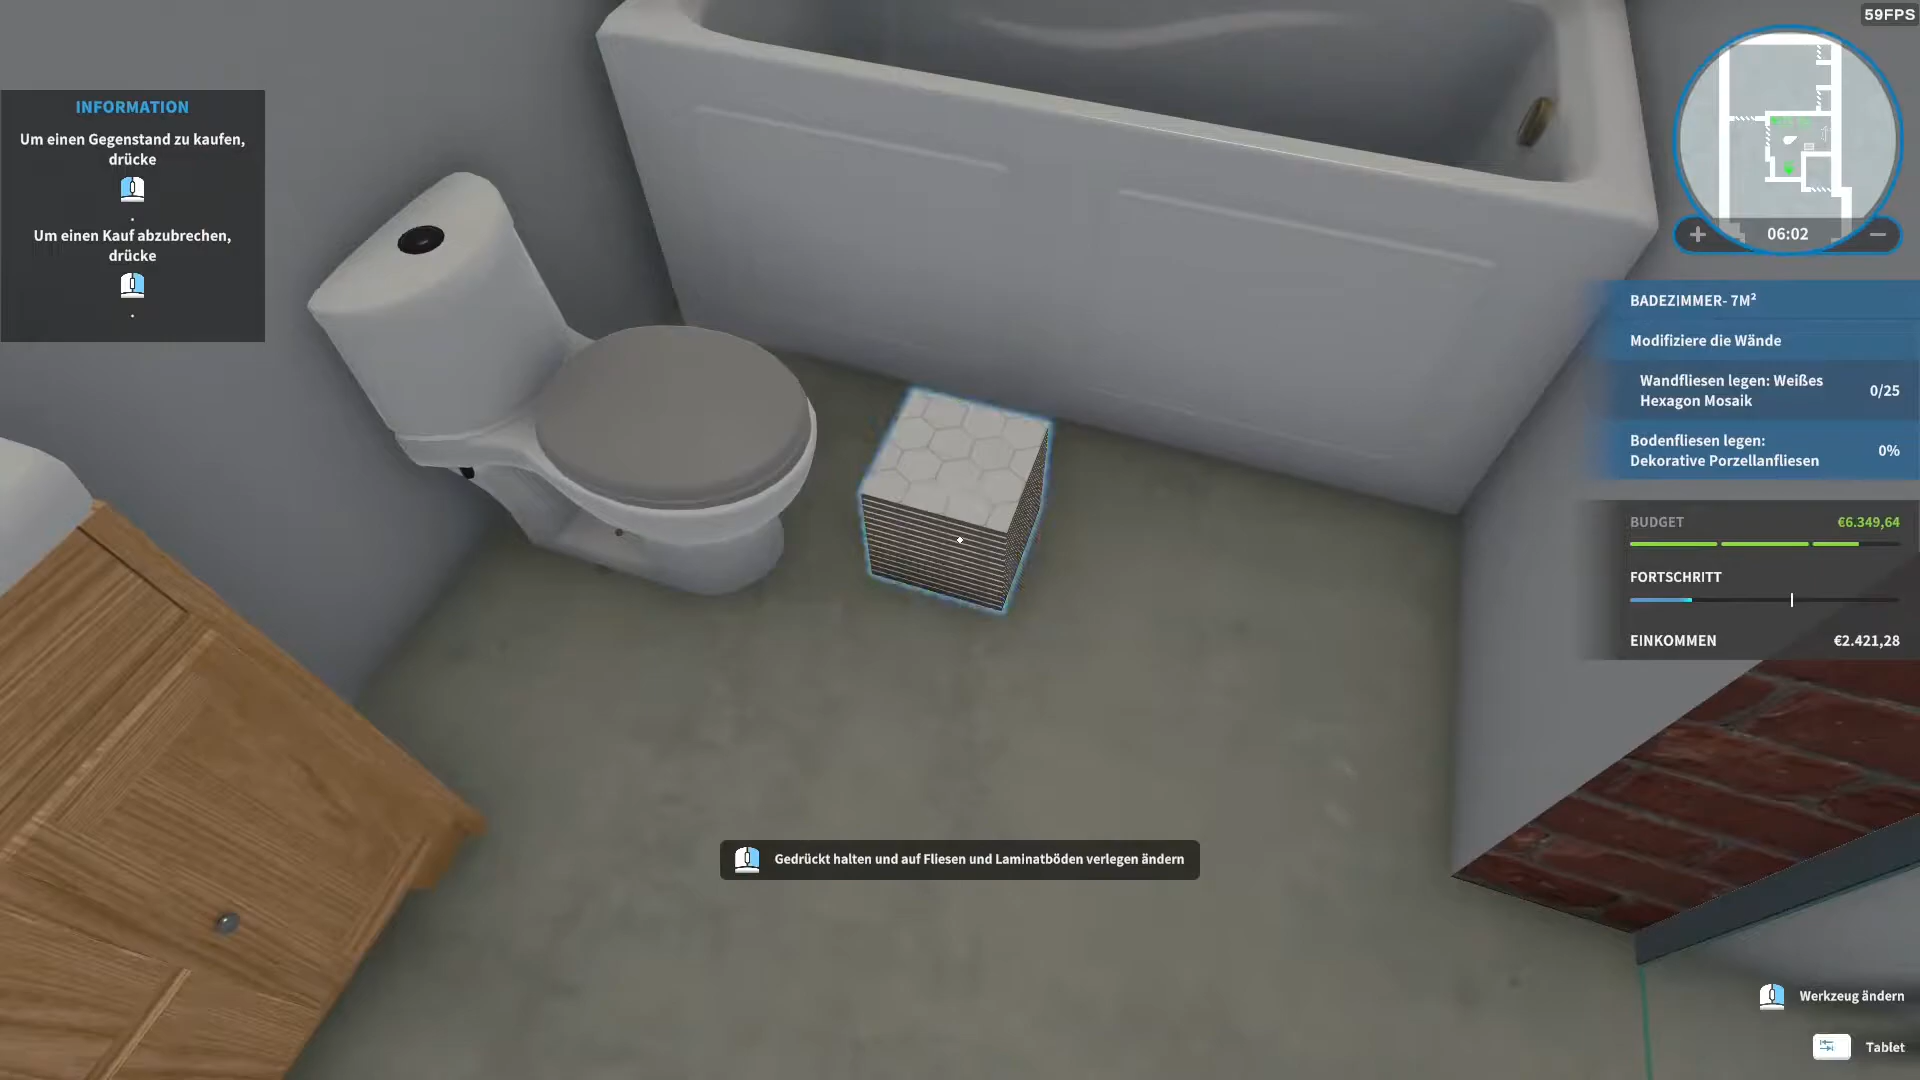 59FPS
INFORMATION
Um einen Gegenstand zu kaufen,
drücke
.
Um einen Kauf abzubrechen,
drücke
.
06:02
BADEZIMMER- 7M²
Modifiziere die Wände
Wandfliesen legen: Weißes
Hexagon Mosaik
0/25
Bodenfliesen legen:
Dekorative Porzellanfliesen
0%
BUDGET €6.349,64
FORTSCHRITT
EINKOMMEN €2.421,28
Gedrückt halten und auf Fliesen und Laminatböden verlegen ändern
Werkzeug ändern
Tablet